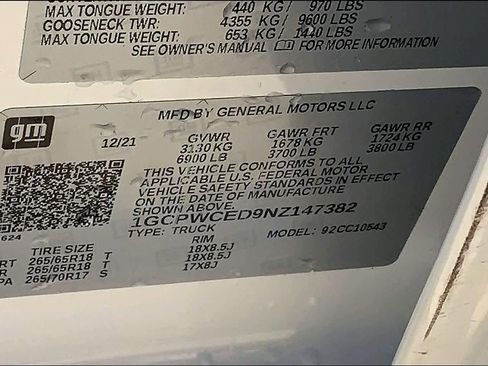 MAX TONGUE WEIGHT: 440 KG/ 970 LBS
GOOSENECK TWR: 4355 KG/ 9600 LBS
MAX TONGUE WEIGHT: 653 KG/ 1440 LBS
SEE OWNER'S MANUAL FOR MORE INFORMATION
gm
MFD BY GENERAL MOTORS LLC
12/21 GVWR GAWR FRT GAWR RR
3130 KG 1678 KG 1724 KG
6900 LB 3700 LB 3800 LB
THIS VEHICLE CONFORMS TO ALL
APPLICABLE U.S. FEDERAL MOTOR
VEHICLE SAFETY STANDARDS IN EFFECT
ON THE DATE OF MANUFACTURE
SHOWN ABOVE.
1GCPWCED9NZ147382
TYPE: TRUCK MODEL: 92CC10543
624
TIRE SIZE RIM
RT 265/65R18 T 18X8.5J
RR 265/65R18 T 18X8.5J
PA 265/70R17 S 17X8J